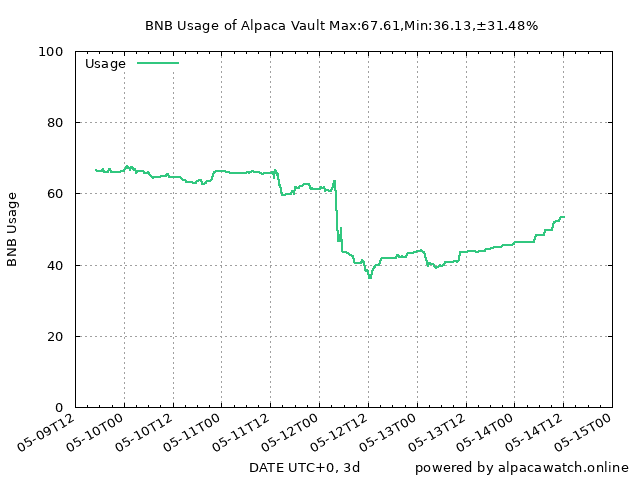 BNB Usage of Alpaca Vault Max:67.61,Min:36.13,±31.48%
100
Usage
80
60
BNB Usage
40
20
0
05-09T12
05-10T00
05-10T12
05-11T00
05-11T12
05-12T00
05-12T12
05-13T00
05-13T12
05-14T00
05-14T12
05-15T00
DATE UTC+0, 3d
powered by alpacawatch.online